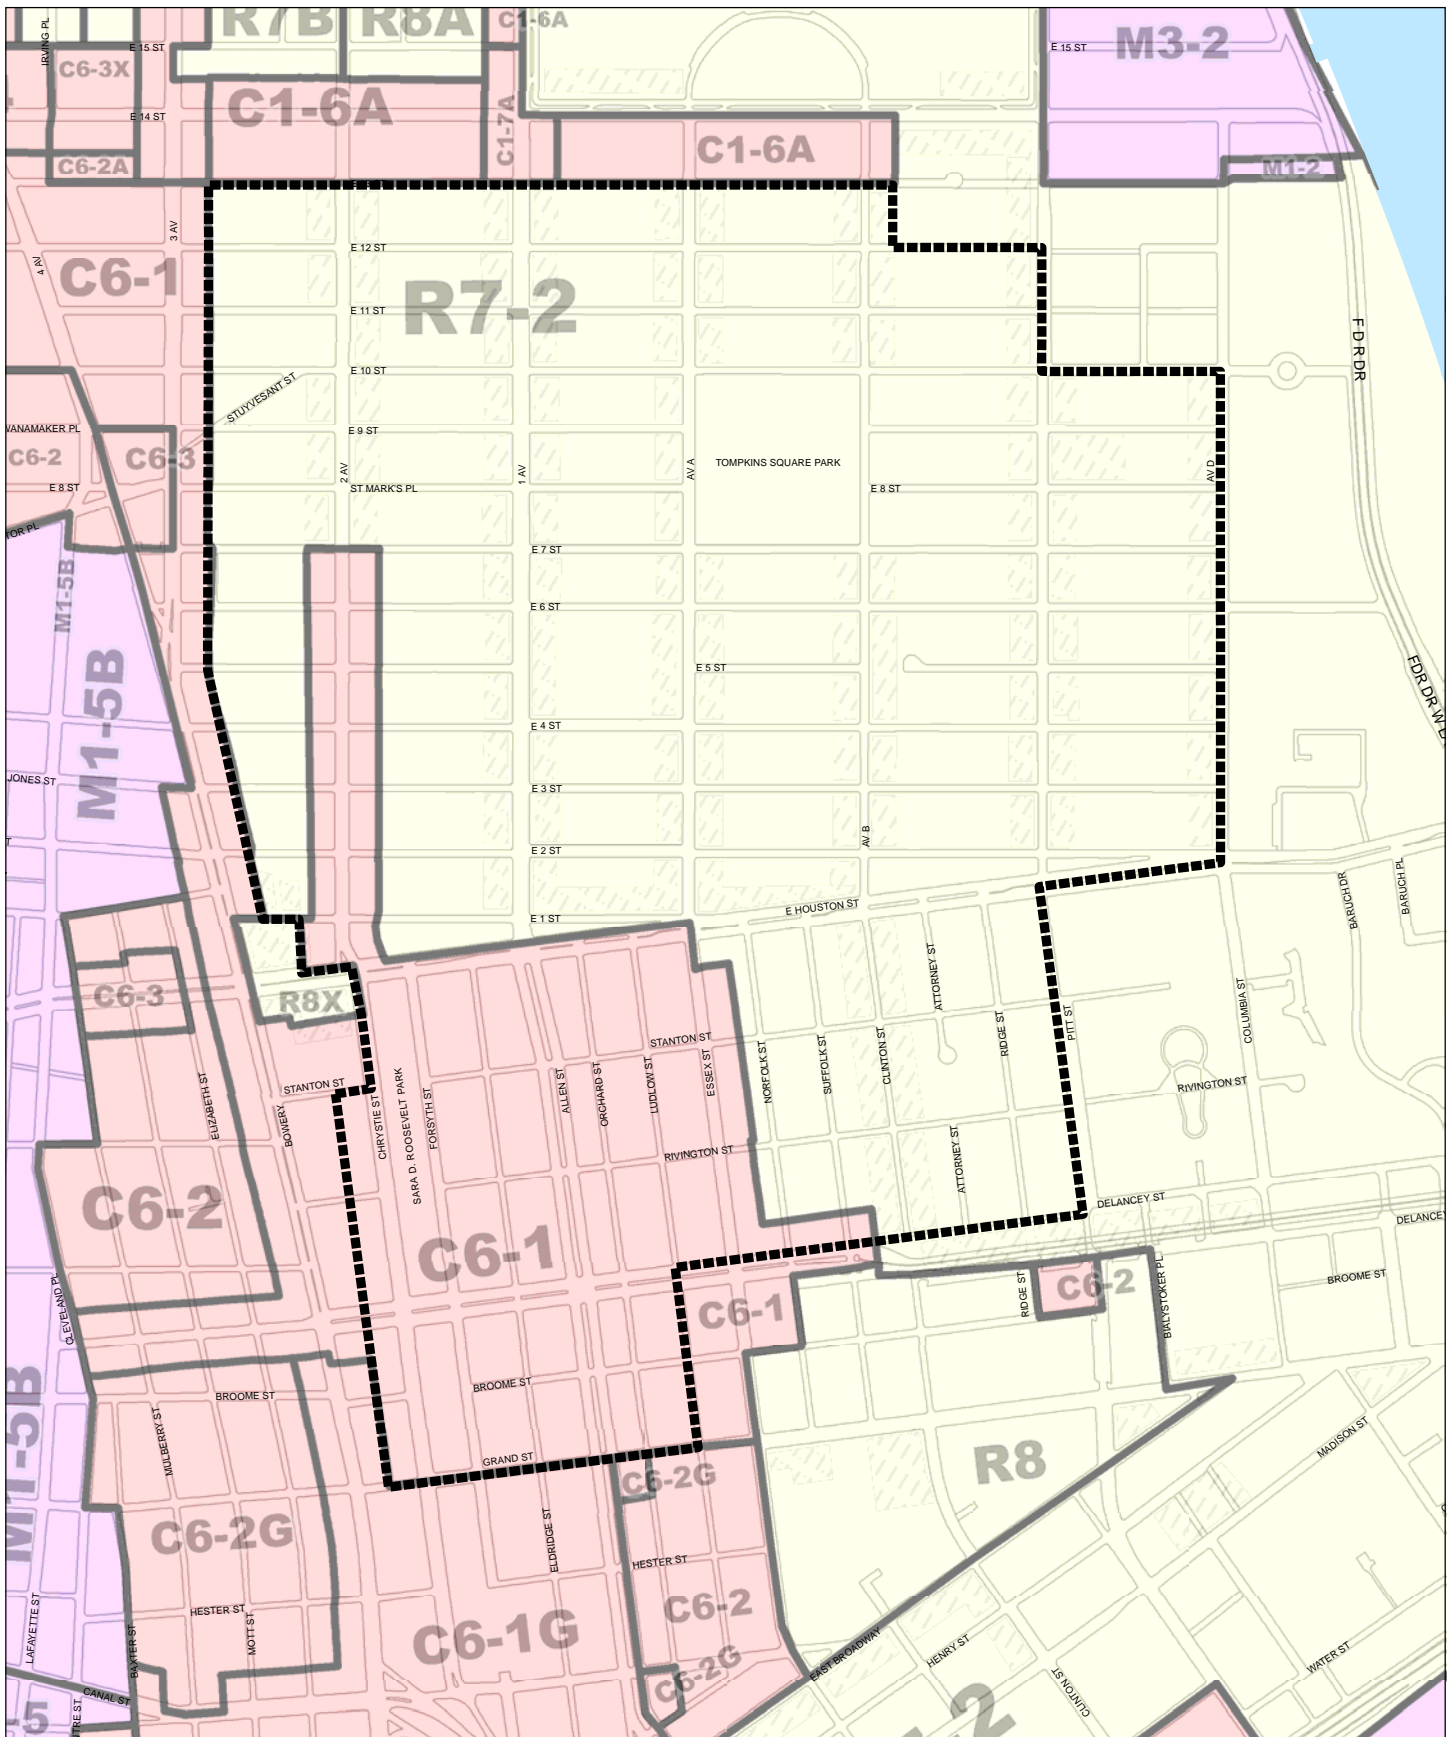 R7B
R8A
C1-6A
IRVING PL
E 15 ST
E 15 ST
M3-2
C6-3X
C1-6A
E 14 ST
C1-7A
C1-6A
C6-2A
M1-2
3 AV
4 AV
E 12 ST
C6-1
R7-2
E 11 ST
F D R DR
E 10 ST
STUYVESANT ST
WANAMAKER PL
E 9 ST
C6-2
C6-3
2 AV
1 AV
AV A
TOMPKINS SQUARE PARK
AV D
E 8 ST
ST MARK'S PL
E 8 ST
TOR PL
E 7 ST
M1-5B
E 6 ST
E 5 ST
M1-5B
FDR DR W
E 4 ST
JONES ST
E 3 ST
AV B
E 2 ST
BARUCH DR
BARUCH PL
E HOUSTON ST
E 1 ST
ATTORNEY ST
C6-3
R8X
COLUMBIA ST
PITT ST
RIDGE ST
STANTON ST
CLINTON ST
SUFFOLK ST
NORFOLK ST
ESSEX ST
LUDLOW ST
ORCHARD ST
ALLEN ST
STANTON ST
RIVINGTON ST
ELIZABETH ST
BOWERY
CHRYSTIE ST
SARA D. ROOSEVELT PARK
FORSYTH ST
RIVINGTON ST
ATTORNEY ST
C6-2
DELANCEY ST
DELANCEY
C6-1
C6-1
C6-2
RIDGE ST
BIALYSTOKER PL
BROOME ST
CLEVELAND PL
BROOME ST
BROOME ST
M1-5B
MULBERRY ST
MADISON ST
GRAND ST
R8
C6-2G
C6-2G
ELDRIDGE ST
HESTER ST
HESTER ST
C6-2
C6-1G
LAFAYETTE ST
BAXTER ST
MOTT ST
EAST BROADWAY
HENRY ST
WATER ST
C6-2G
CLINTON ST
CANAL ST
-5
TRE ST
2